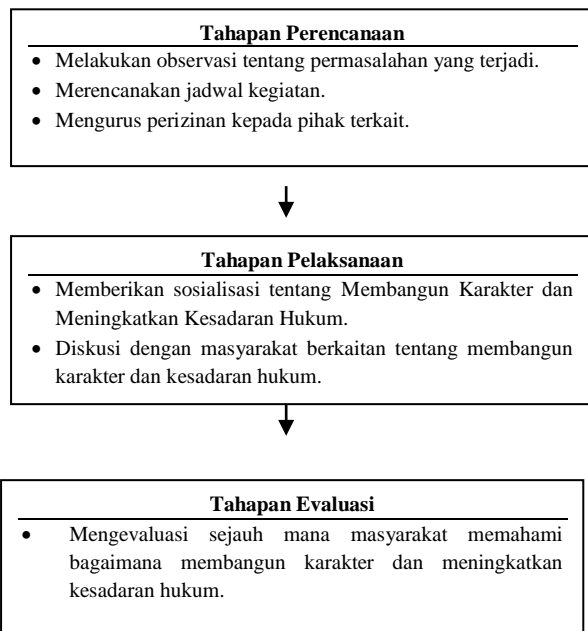 Tahapan Perencanaan
• Melakukan observasi tentang permasalahan yang terjadi.
• Merencanakan jadwal kegiatan.
• Mengurus perizinan kepada pihak terkait.
Tahapan Pelaksanaan
• Memberikan sosialisasi tentang Membangun Karakter dan
Meningkatkan Kesadaran Hukum.
• Diskusi dengan masyarakat berkaitan tentang membangun
karakter dan kesadaran hukum.
Tahapan Evaluasi
• Mengevaluasi sejauh mana masyarakat memahami
bagaimana membangun karakter dan meningkatkan
kesadaran hukum.